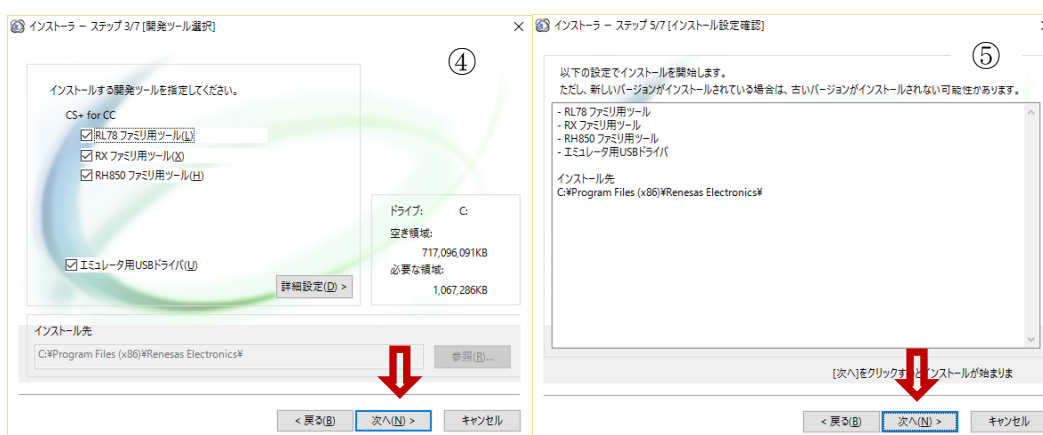 インストーラ － ステップ 3/7 [開発ツール選択]
④
インストールする開発ツールを指定してください。
CS+ for CC
RL78 ファミリ用ツール(L)
RX ファミリ用ツール(X)
RH850 ファミリ用ツール(H)
エミュレータ用USBドライバ(U)
詳細設定(D) >
ドライブ: C:
空き領域:
717,096,091KB
必要な領域:
1,067,286KB
インストール先
C:¥Program Files (x86)¥Renesas Electronics¥
参照(R)...
< 戻る(B)
次へ(N) >
キャンセル
インストーラ － ステップ 5/7 [インストール設定確認]
⑤
以下の設定でインストールを開始します。
ただし、新しいバージョンがインストールされている場合は、古いバージョンがインストールされない可能性があります。
- RL78 ファミリ用ツール
- RX ファミリ用ツール
- RH850 ファミリ用ツール
- エミュレータ用USBドライバ
インストール先
C:¥Program Files (x86)¥Renesas Electronics¥
[次へ]をクリックす とインストールが始まりま
< 戻る(B)
次へ(N) >
キャンセル